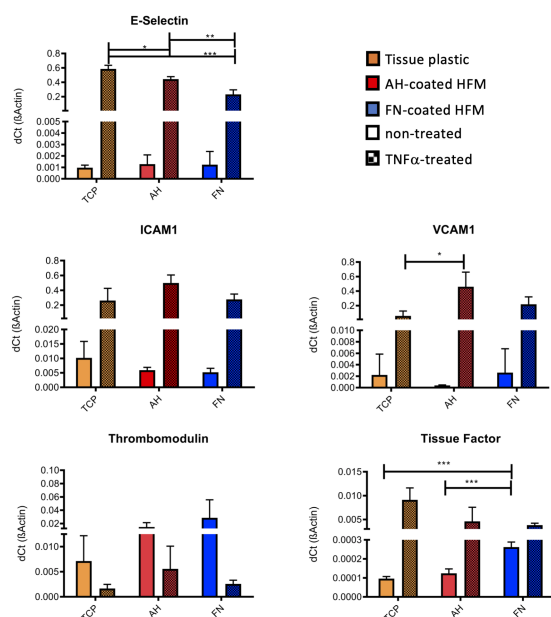 E-Selectin
*
**
***
dCt (ßActin)
0.8
0.6
0.4
0.2
0.005
0.004
0.003
0.002
0.001
0.000
TCP
AH
FN
Tissue plastic
AH-coated HFM
FN-coated HFM
non-treated
TNFα-treated
ICAM1
dCt (ßActin)
0.8
0.6
0.4
0.2
0.020
0.015
0.010
0.005
0.000
TCP
AH
FN
VCAM1
*
dCt (ßActin)
0.8
0.6
0.4
0.2
0.010
0.008
0.006
0.004
0.002
0.000
TCP
AH
FN
Thrombomodulin
dCt (ßActin)
0.10
0.08
0.06
0.04
0.02
0.010
0.005
0.000
TCP
AH
FN
Tissue Factor
***
***
dCt (ßActin)
0.015
0.010
0.005
0.0003
0.0002
0.0001
0.0000
TCP
AH
FN